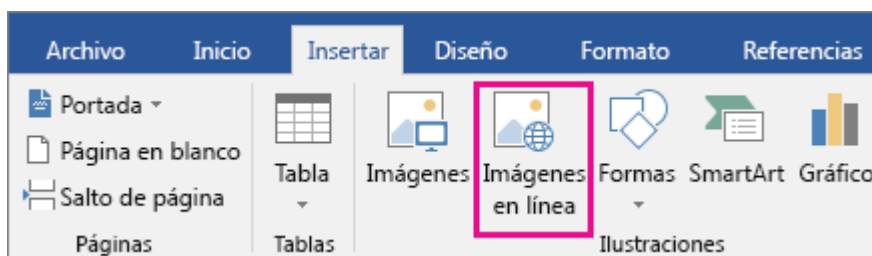 Archivo Inicio Insertar Diseño Formato Referencias
Portada
Página en blanco
Salto de página
Páginas
Tabla
Tablas
Imágenes
Imágenes
en línea
Formas
SmartArt
Gráfico
Ilustraciones